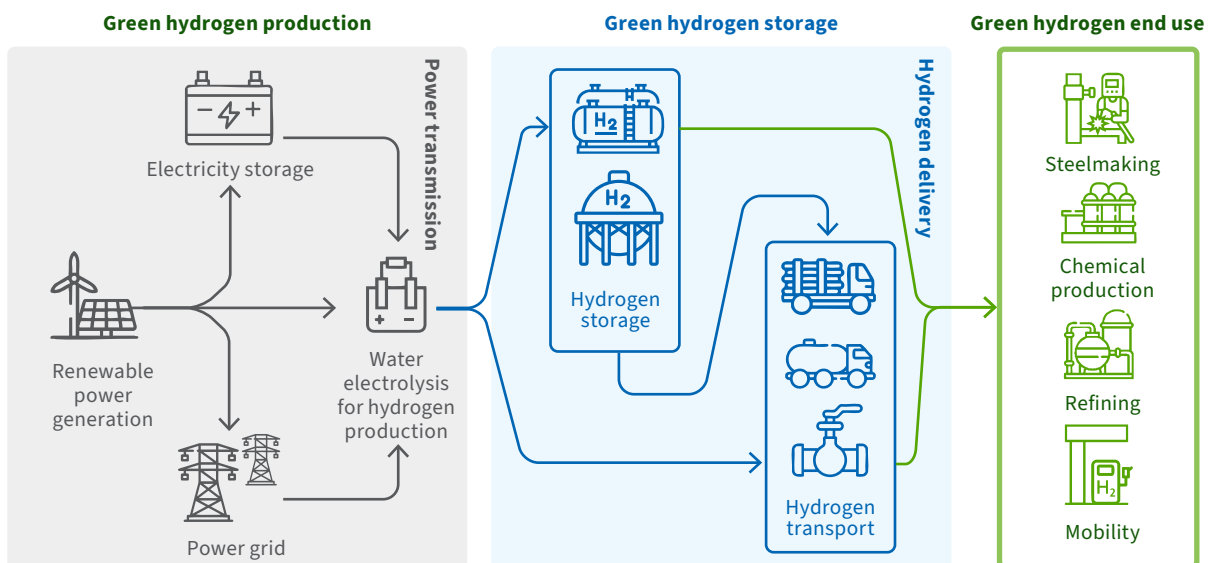 Green hydrogen production
Power transmission
Electricity storage
Renewable
power
generation
Water
electrolysis
for hydrogen
production
Power grid
Green hydrogen storage
Hydrogen delivery
H2
H2
Hydrogen
storage
Hydrogen
transport
Green hydrogen end use
Steelmaking
Chemical
production
Refining
H2
Mobility